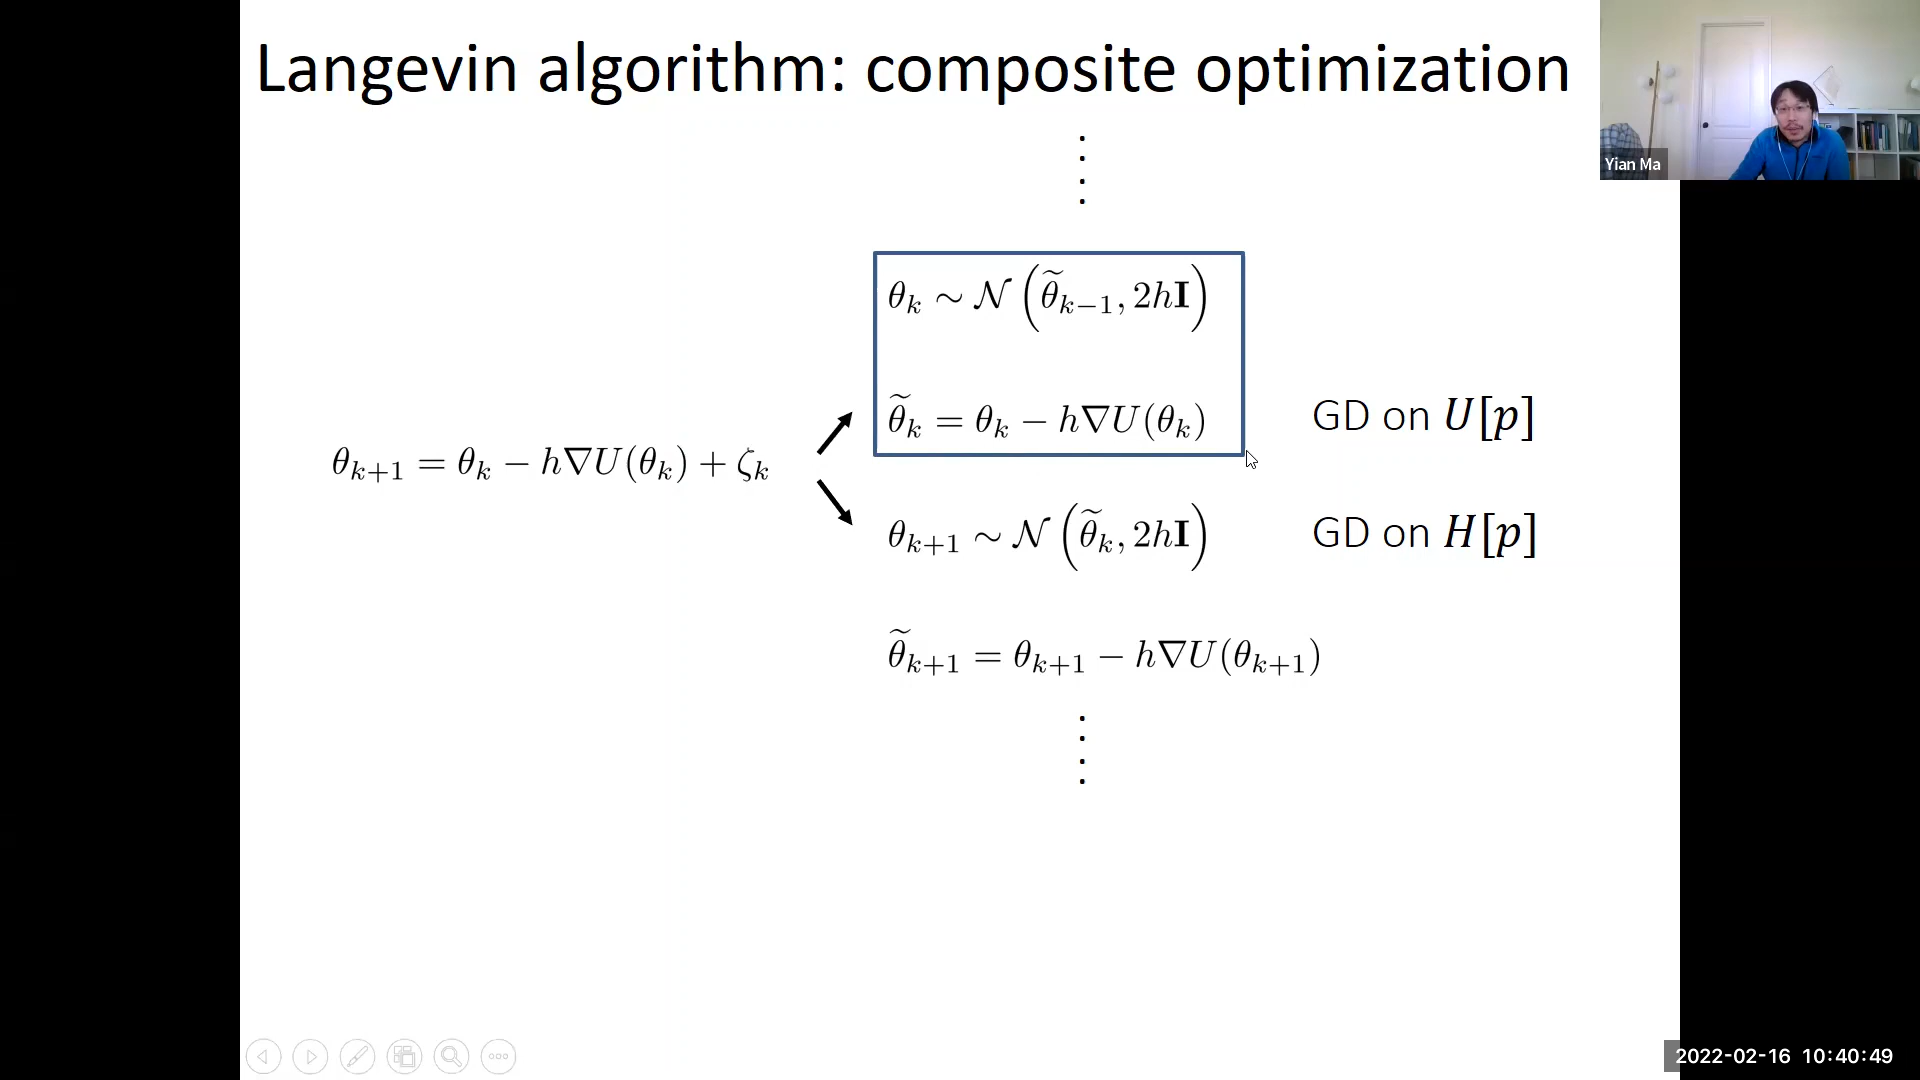 Langevin algorithm: composite optimization
Yian Ma
θ_k ∼ 𝒩(θ̃_{k−1}, 2h𝐈)
θ̃_k = θ_k − h∇U(θ_k)
GD on U[p]
θ_{k+1} = θ_k − h∇U(θ_k) + ζ_k
θ_{k+1} ∼ 𝒩(θ̃_k, 2h𝐈)
GD on H[p]
θ̃_{k+1} = θ_{k+1} − h∇U(θ_{k+1})
2022-02-16 10:40:49